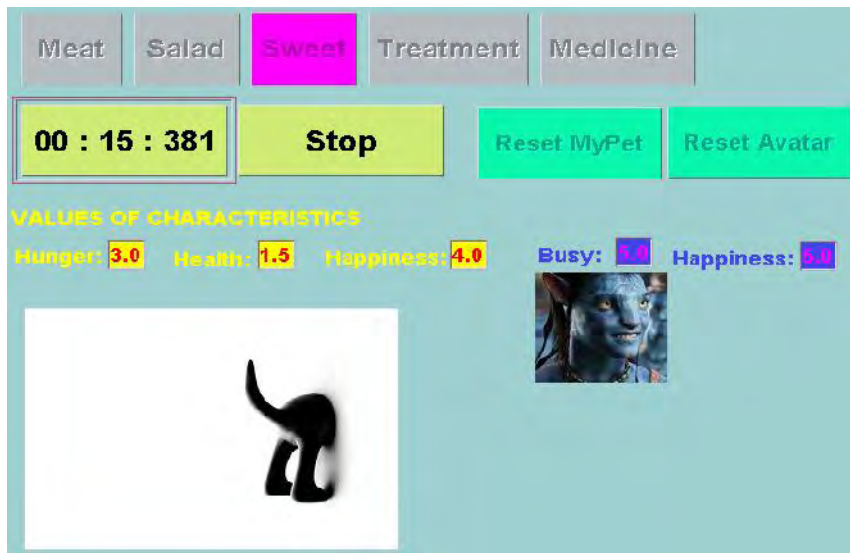 Meat Salad Sweet Treatment Medicine
00 : 15 : 381 Stop Reset MyPet Reset Avatar
VALUES OF CHARACTERISTICS
Hunger: 3.0 Health: 1.5 Happiness: 4.0 Busy: 5.0 Happiness: 5.0